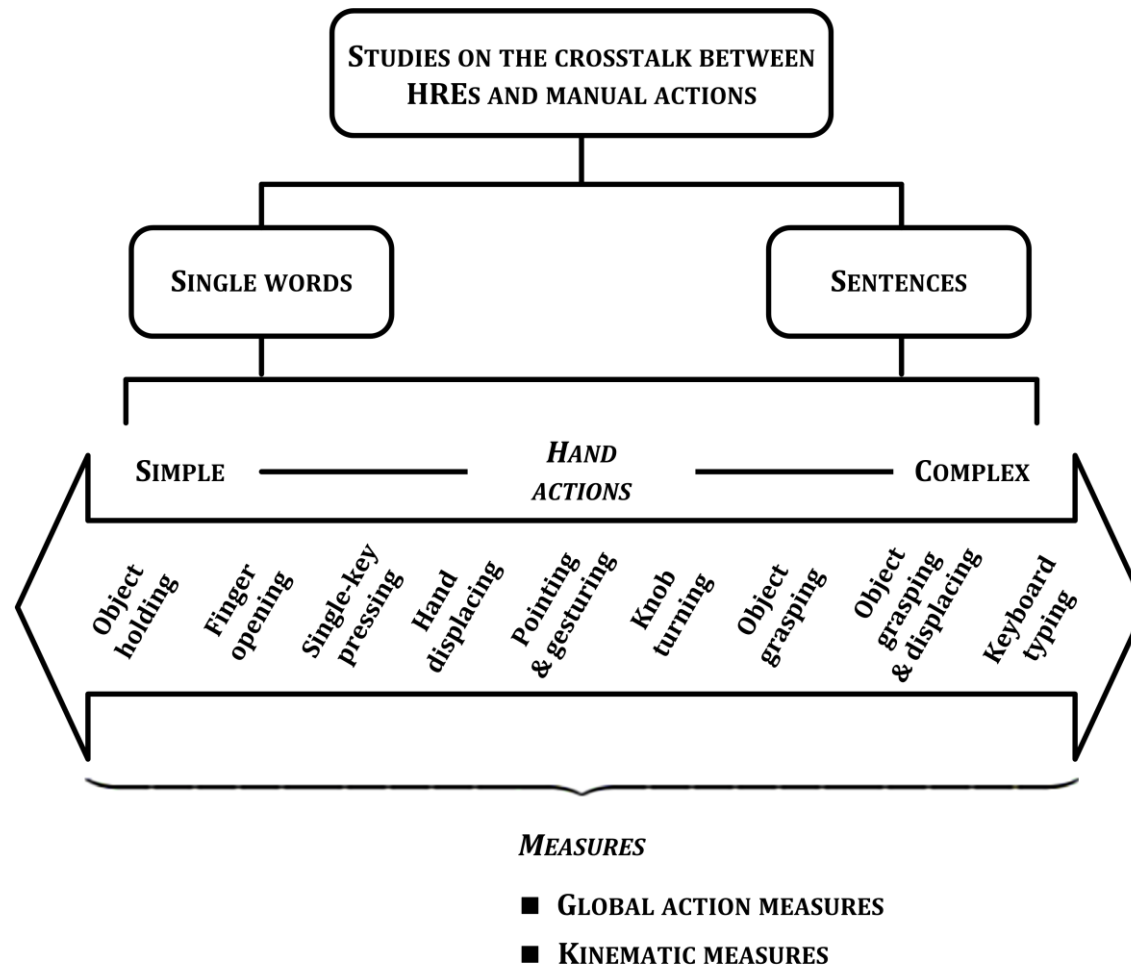 STUDIES ON THE CROSSTALK BETWEEN
HRES AND MANUAL ACTIONS
SINGLE WORDS
SENTENCES
SIMPLE
HAND
ACTIONS
COMPLEX
Object
holding
Finger
opening
Single-key
pressing
Hand
displacing
Pointing
& gesturing
Knob
turning
Object
grasping
Object
grasping
& displacing
Keyboard
typing
MEASURES
■ GLOBAL ACTION MEASURES
■ KINEMATIC MEASURES